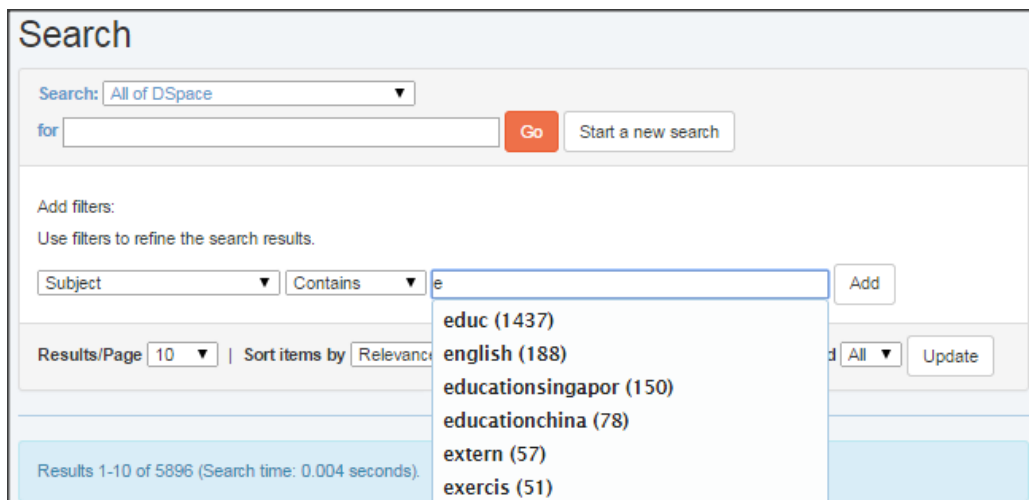 Search
Search: All of DSpace
for Go Start a new search
Add filters:
Use filters to refine the search results.
Subject Contains e Add
educ (1437)
Results/Page 10 | Sort items by Relevance All Update
english (188)
educationsingapor (150)
educationchina (78)
extern (57)
Results 1-10 of 5896 (Search time: 0.004 seconds).
exercis (51)